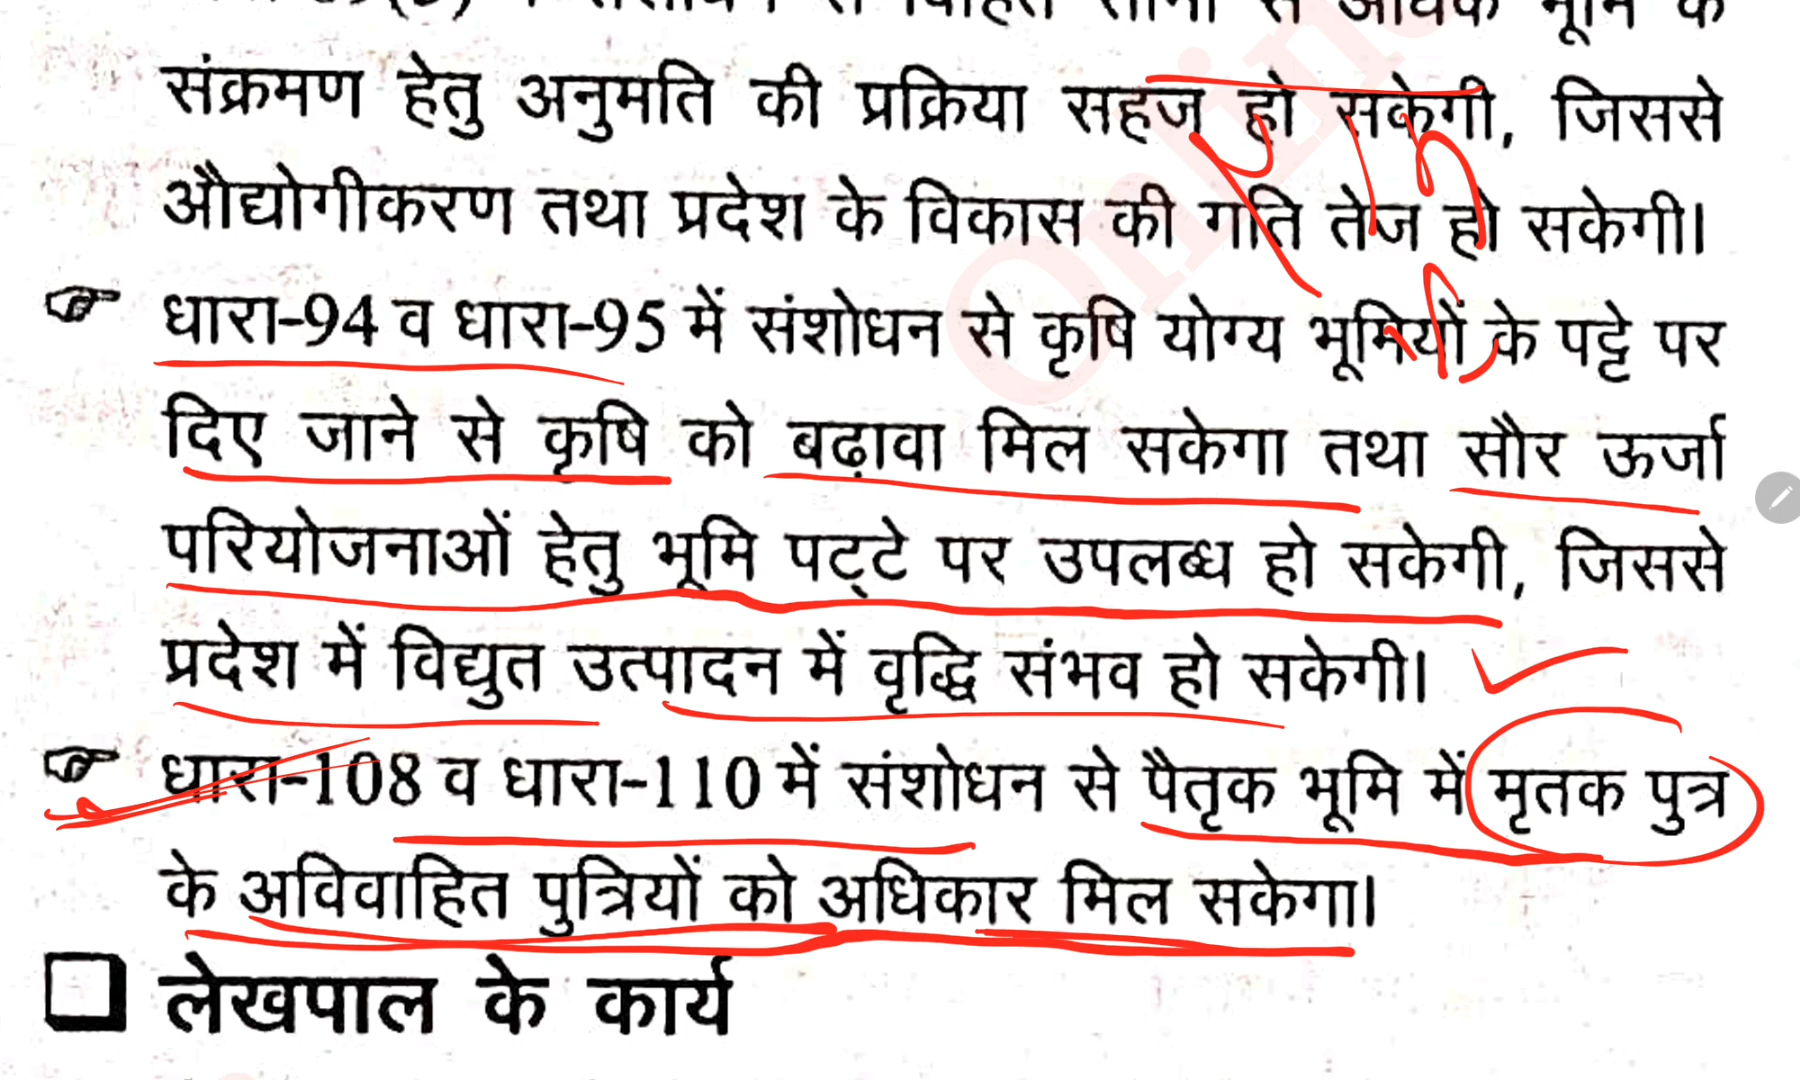 संक्रमण हेतु अनुमति की प्रक्रिया सहज हो सकेगी, जिससे
औद्योगीकरण तथा प्रदेश के विकास की गति तेज हो सकेगी।
धारा-94 व धारा-95 में संशोधन से कृषि योग्य भूमियों के पट्टे पर
दिए जाने से कृषि को बढ़ावा मिल सकेगा तथा सौर ऊर्जा
परियोजनाओं हेतु भूमि पट्टे पर उपलब्ध हो सकेगी, जिससे
प्रदेश में विद्युत उत्पादन में वृद्धि संभव हो सकेगी।
धारा-108 व धारा-110 में संशोधन से पैतृक भूमि में मृतक पुत्र
के अविवाहित पुत्रियों को अधिकार मिल सकेगा।
लेखपाल के कार्य